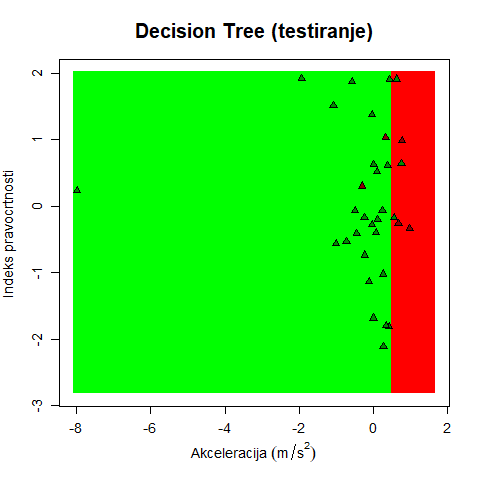 Decision Tree (testiranje)
2
1
0
-1
-2
-3
Indeks pravocrtnosti
-8 -6 -4 -2 0 2
Akceleracija (m/s²)